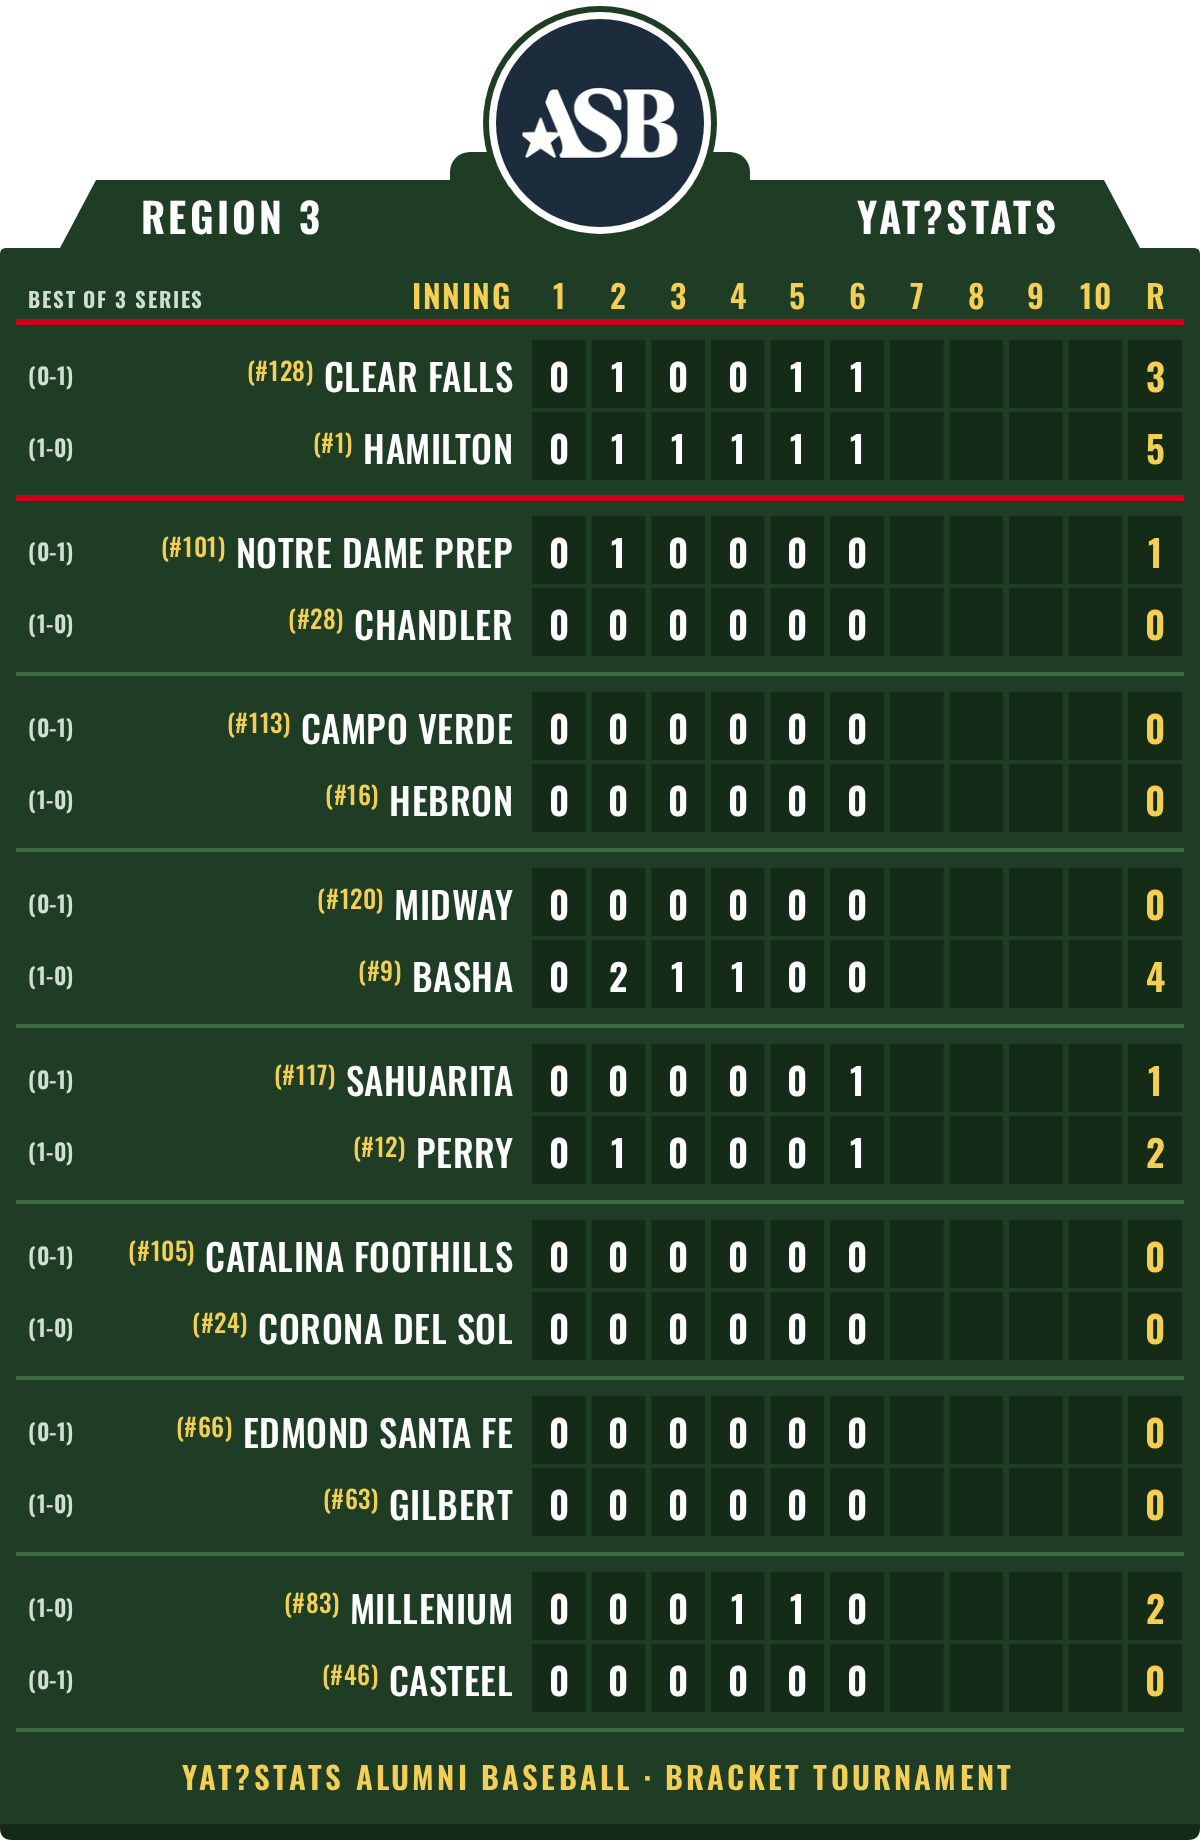 ASB
REGION 3 YAT?STATS
BEST OF 3 SERIES INNING 1 2 3 4 5 6 7 8 9 10 R
(0-1) (#128) CLEAR FALLS 0 1 0 0 1 1 3
(1-0) (#1) HAMILTON 0 1 1 1 1 1 5
(0-1) (#101) NOTRE DAME PREP 0 1 0 0 0 0 1
(1-0) (#28) CHANDLER 0 0 0 0 0 0 0
(0-1) (#113) CAMPO VERDE 0 0 0 0 0 0 0
(1-0) (#16) HEBRON 0 0 0 0 0 0 0
(0-1) (#120) MIDWAY 0 0 0 0 0 0 0
(1-0) (#9) BASHA 0 2 1 1 0 0 4
(0-1) (#117) SAHUARITA 0 0 0 0 0 1 1
(1-0) (#12) PERRY 0 1 0 0 0 1 2
(0-1) (#105) CATALINA FOOTHILLS 0 0 0 0 0 0 0
(1-0) (#24) CORONA DEL SOL 0 0 0 0 0 0 0
(0-1) (#66) EDMOND SANTA FE 0 0 0 0 0 0 0
(1-0) (#63) GILBERT 0 0 0 0 0 0 0
(1-0) (#83) MILLENIUM 0 0 0 1 1 0 2
(0-1) (#46) CASTEEL 0 0 0 0 0 0 0
YAT?STATS ALUMNI BASEBALL · BRACKET TOURNAMENT